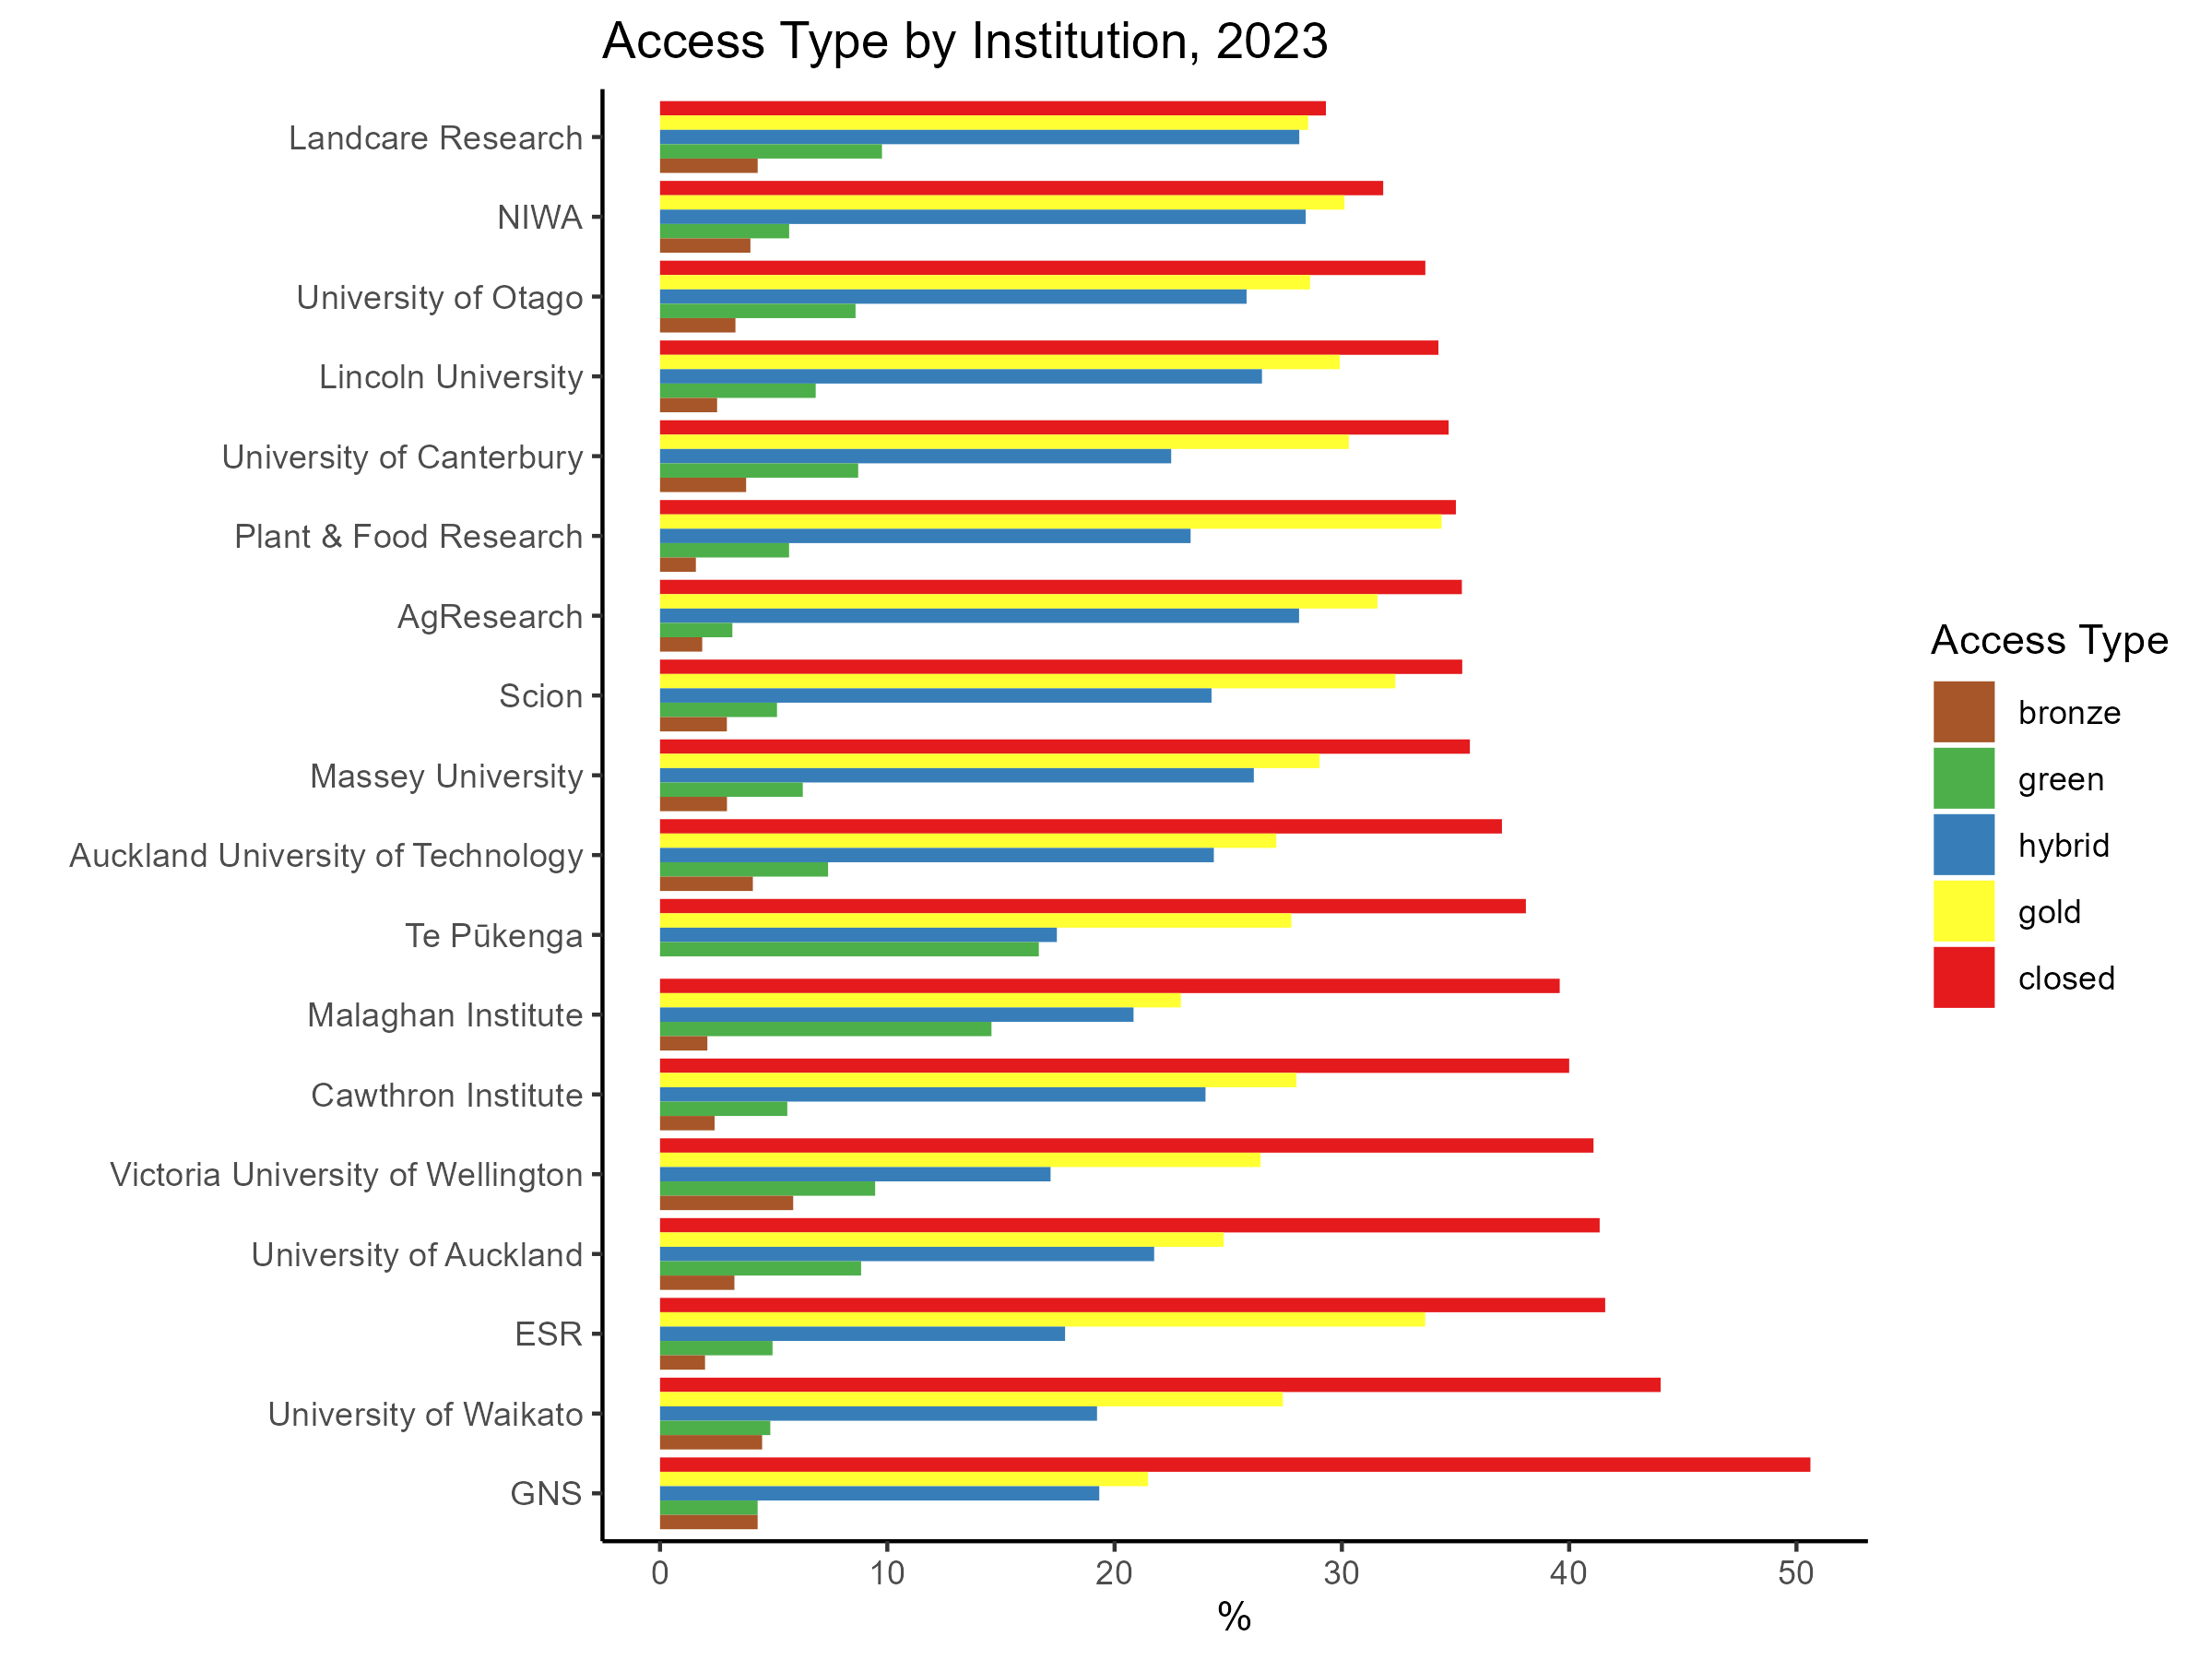 Access Type by Institution, 2023
Landcare Research
NIWA
University of Otago
Lincoln University
University of Canterbury
Plant & Food Research
AgResearch
Scion
Massey University
Auckland University of Technology
Te Pūkenga
Malaghan Institute
Cawthron Institute
Victoria University of Wellington
University of Auckland
ESR
University of Waikato
GNS
0 10 20 30 40 50
%
Access Type
bronze
green
hybrid
gold
closed